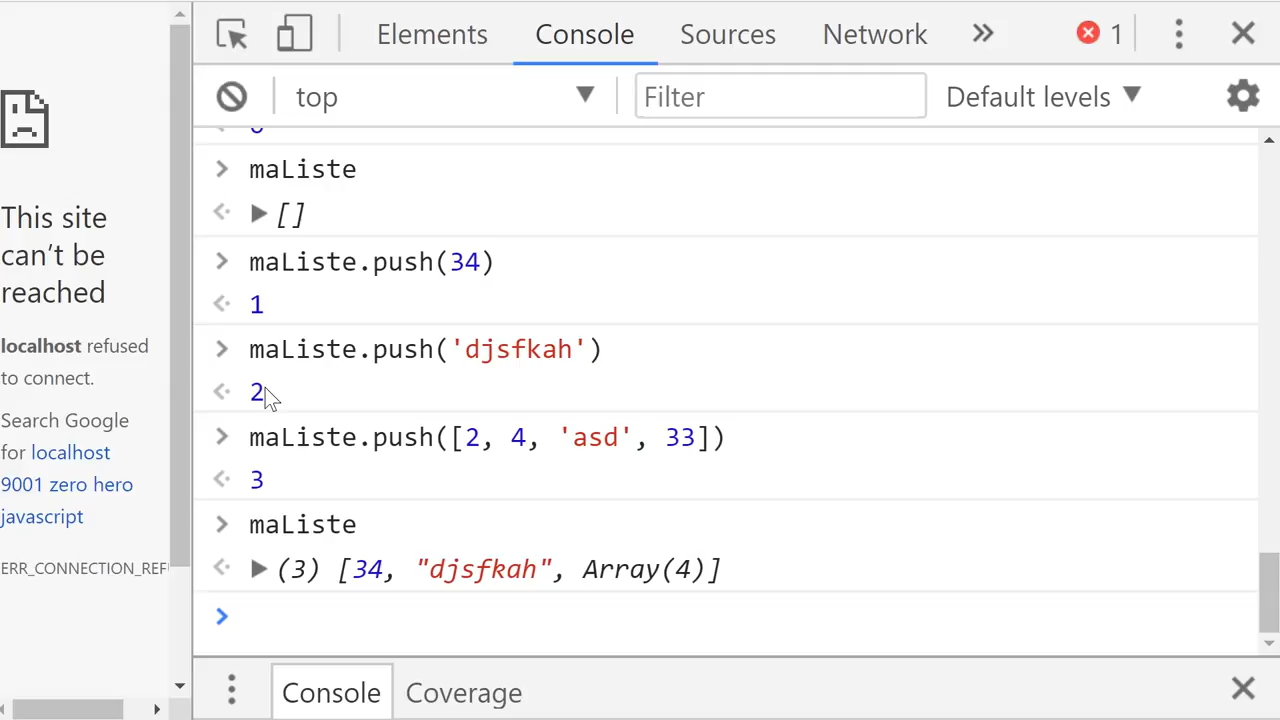 Elements Console Sources Network » 1
top Filter Default levels
maListe
[]
maListe.push(34)
1
maListe.push('djsfkah')
2
maListe.push([2, 4, 'asd', 33])
3
maListe
(3) [34, "djsfkah", Array(4)]
Console Coverage
This site
can't be
reached
localhost refused
to connect.
Search Google
for localhost
9001 zero hero
javascript